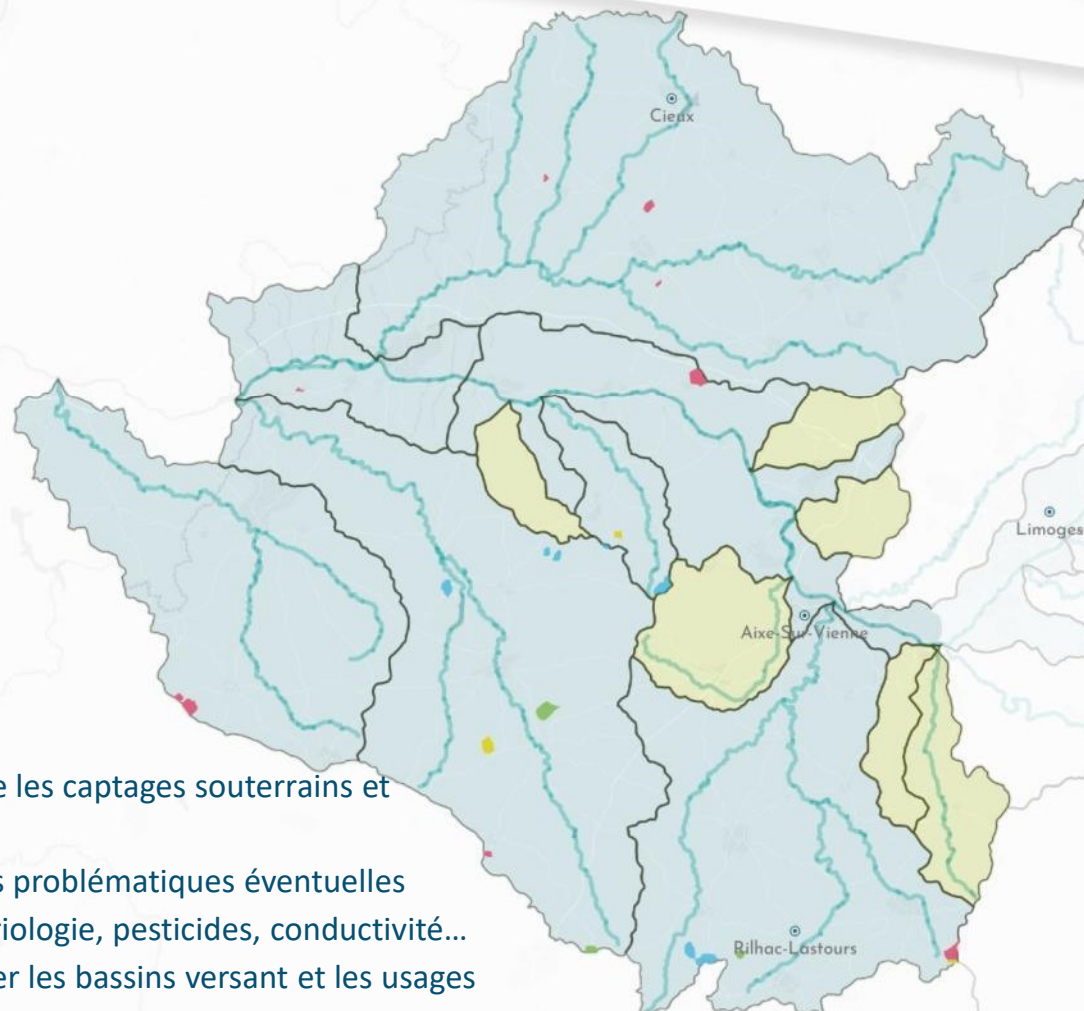 Cieux
Limoges
Aixe-Sur-Vienne
e les captages souterrains et
s problématiques éventuelles
riologie, pesticides, conductivité…
er les bassins versant et les usages
Rilhac-Lastours